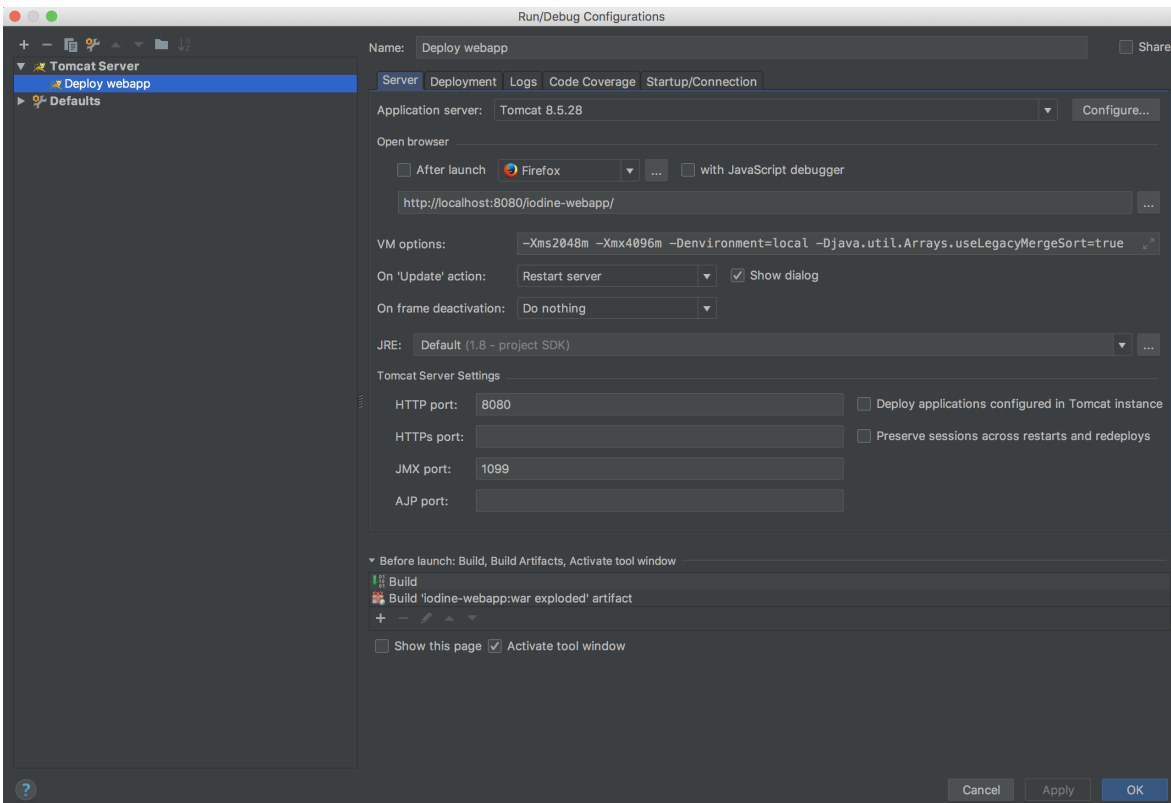 Run/Debug Configurations
Name: Deploy webapp Share
Tomcat Server
Deploy webapp
Defaults
Server Deployment Logs Code Coverage Startup/Connection
Application server: Tomcat 8.5.28 Configure...
Open browser
After launch Firefox ... with JavaScript debugger
http://localhost:8080/iodine-webapp/ ...
VM options: -Xms2048m -Xmx4096m -Denvironment=local -Djava.util.Arrays.useLegacyMergeSort=true
On 'Update' action: Restart server Show dialog
On frame deactivation: Do nothing
JRE: Default (1.8 - project SDK) ...
Tomcat Server Settings
HTTP port: 8080 Deploy applications configured in Tomcat instance
HTTPs port: Preserve sessions across restarts and redeploys
JMX port: 1099
AJP port:
Before launch: Build, Build Artifacts, Activate tool window
Build
Build 'iodine-webapp:war exploded' artifact
Show this page Activate tool window
? Cancel Apply OK